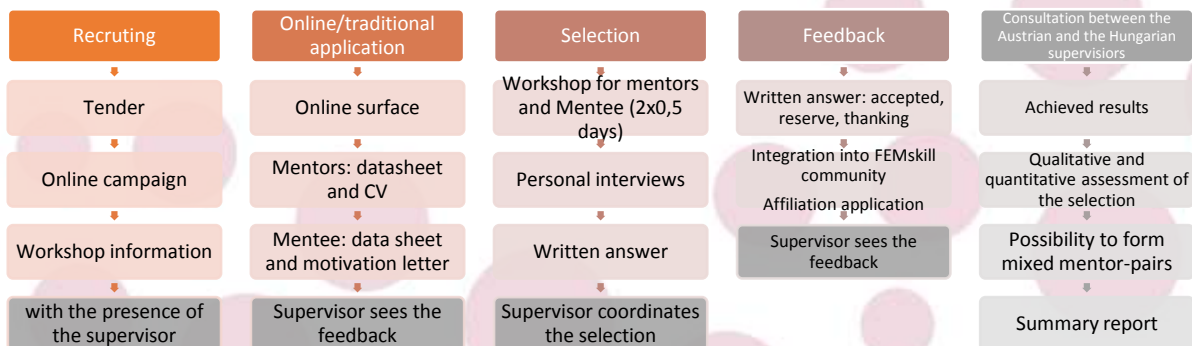 Recruting
Tender
Online campaign
Workshop information
with the presence of
the supervisor
Online/traditional
application
Online surface
Mentors: datasheet
and CV
Mentee: data sheet
and motivation letter
Supervisor sees the
feedback
Selection
Workshop for mentors
and Mentee (2x0,5
days)
Personal interviews
Written answer
Supervisor coordinates
the selection
Feedback
Written answer: accepted,
reserve, thanking
Integration into FEMskill
community
Affiliation application
Supervisor sees the
feedback
Consultation between the
Austrian and the Hungarian
supervisiors
Achieved results
Qualitative and
quantitative assessment of
the selection
Possibility to form
mixed mentor-pairs
Summary report